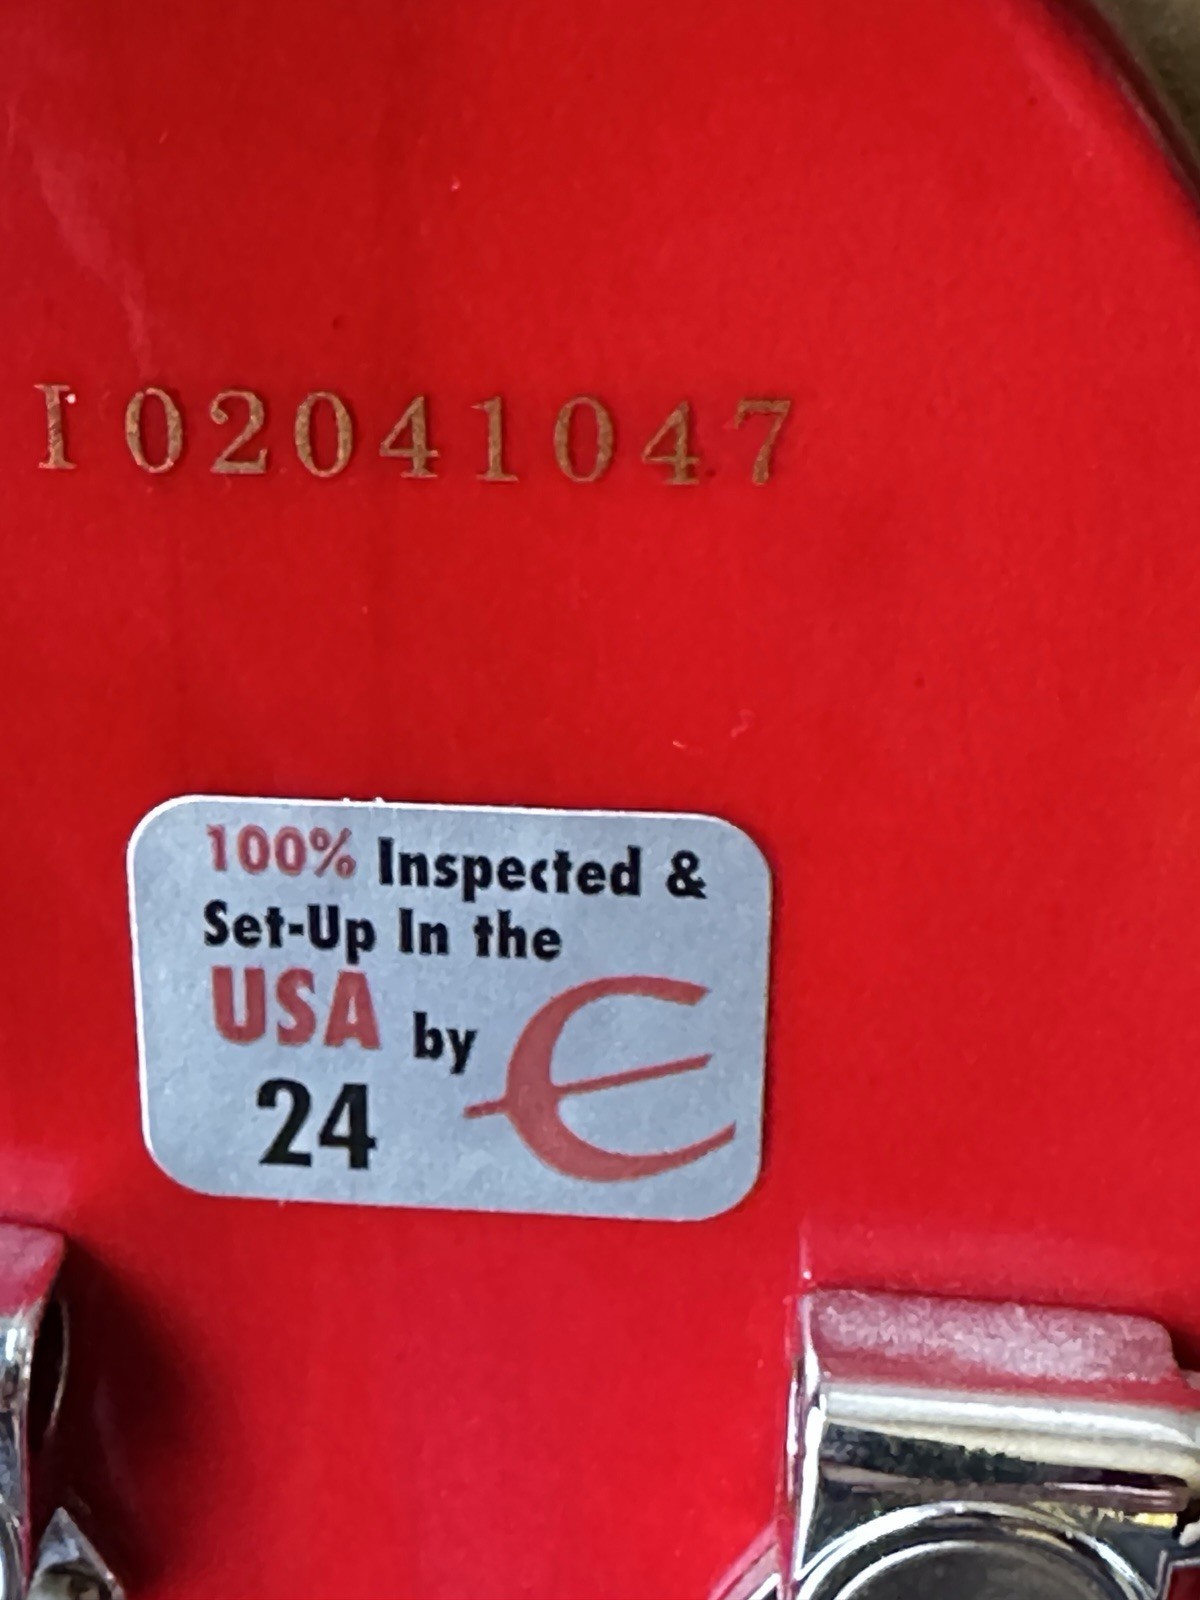 I02041047
100% Inspected &
Set-Up In the
USA by
24